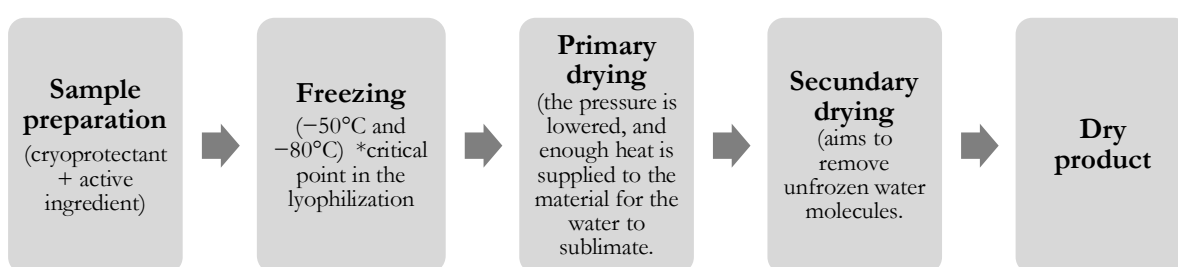 Sample
preparation
(cryoprotectant
+ active
ingredient)
Freezing
(−50°C and
−80°C) *critical
point in the
lyophilization
Primary
drying
(the pressure is
lowered, and
enough heat is
supplied to the
material for the
water to
sublimate.
Secundary
drying
(aims to
remove
unfrozen water
molecules.
Dry
product